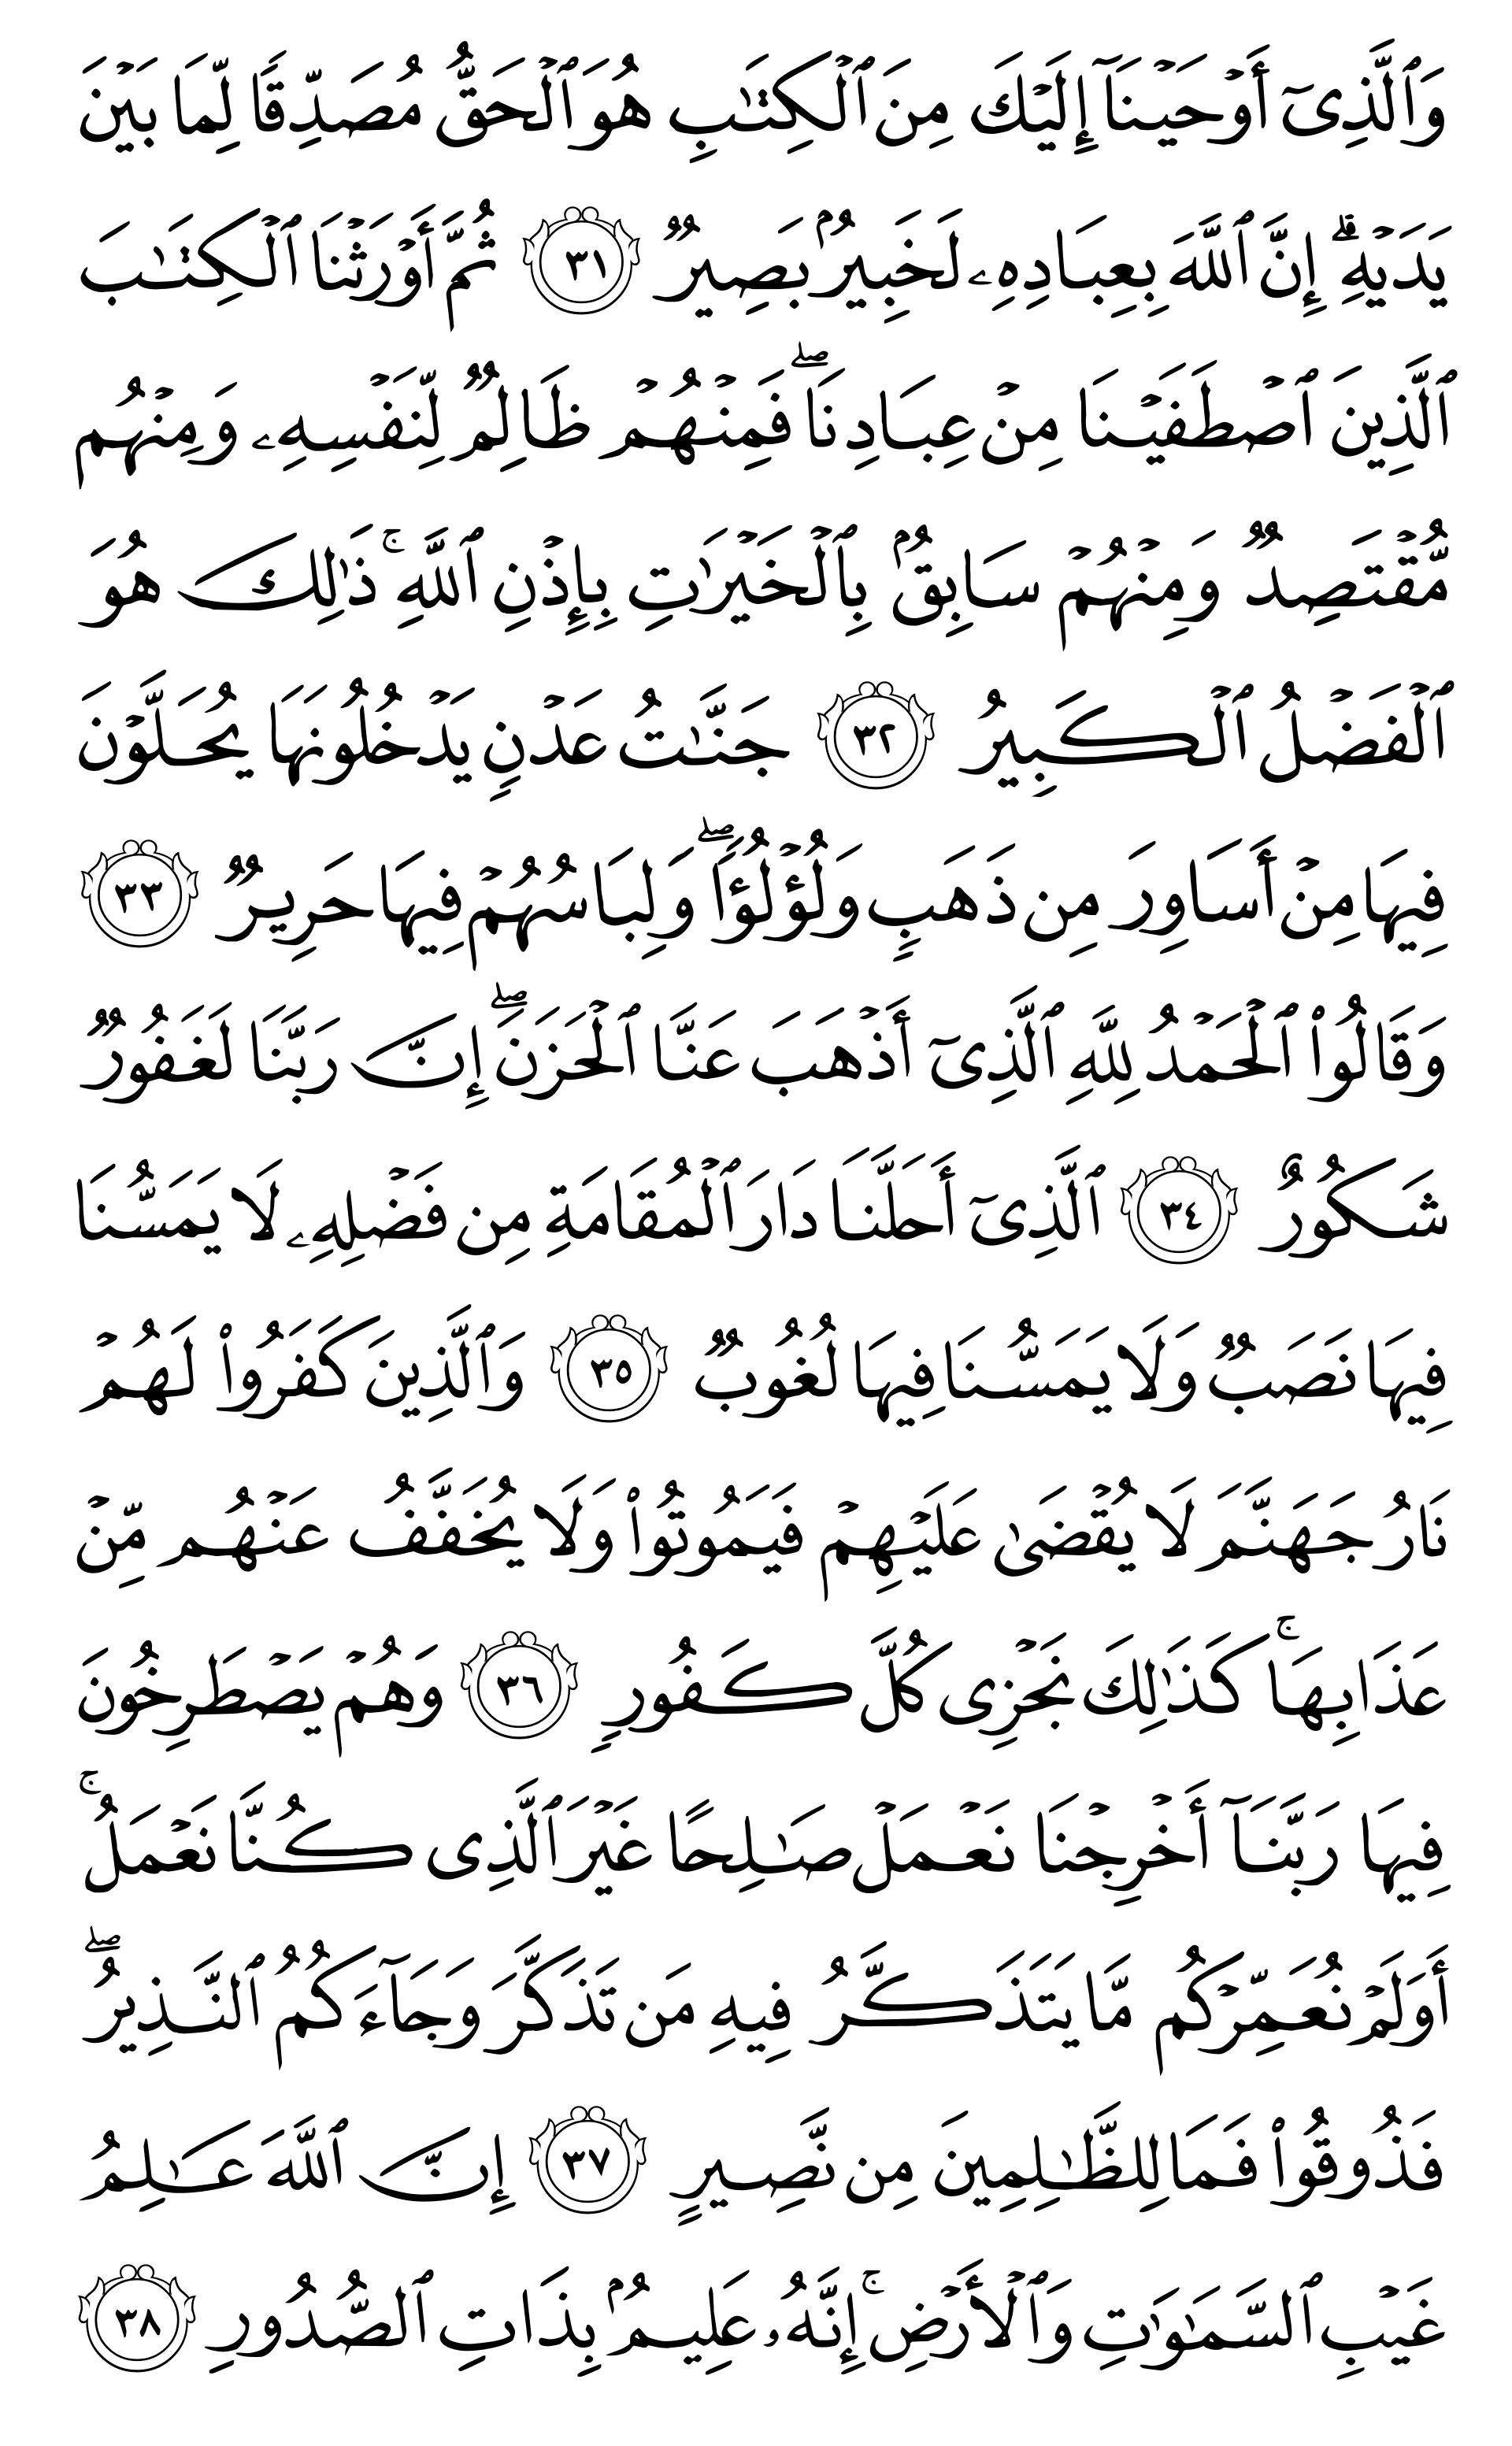 وَٱلَّذِىٓ أَوۡحَيۡنَآ إِلَيۡكَ مِنَ ٱلۡكِتَٰبِ هُوَ ٱلۡحَقُّ مُصَدِّقٗا لِّمَا بَيۡنَ
يَدَيۡهِۗ إِنَّ ٱللَّهَ بِعِبَادِهِۦ لَخَبِيرُۢ بَصِيرٞ ٣١ ثُمَّ أَوۡرَثۡنَا ٱلۡكِتَٰبَ
ٱلَّذِينَ ٱصۡطَفَيۡنَا مِنۡ عِبَادِنَاۖ فَمِنۡهُمۡ ظَالِمٞ لِّنَفۡسِهِۦ وَمِنۡهُم
مُّقۡتَصِدٞ وَمِنۡهُمۡ سَابِقُۢ بِٱلۡخَيۡرَٰتِ بِإِذۡنِ ٱللَّهِۚ ذَٰلِكَ هُوَ
ٱلۡفَضۡلُ ٱلۡكَبِيرُ ٣٢ جَنَّٰتُ عَدۡنٖ يَدۡخُلُونَهَا يُحَلَّوۡنَ
فِيهَا مِنۡ أَسَاوِرَ مِن ذَهَبٖ وَلُؤۡلُؤٗاۖ وَلِبَاسُهُمۡ فِيهَا حَرِيرٞ ٣٣
وَقَالُواْ ٱلۡحَمۡدُ لِلَّهِ ٱلَّذِىٓ أَذۡهَبَ عَنَّا ٱلۡحَزَنَۖ إِنَّ رَبَّنَا لَغَفُورٞ
شَكُورٌ ٣٤ ٱلَّذِىٓ أَحَلَّنَا دَارَ ٱلۡمُقَامَةِ مِن فَضۡلِهِۦ لَا يَمَسُّنَا
فِيهَا نَصَبٞ وَلَا يَمَسُّنَا فِيهَا لُغُوبٞ ٣٥ وَٱلَّذِينَ كَفَرُواْ لَهُمۡ
نَارُ جَهَنَّمَ لَا يُقۡضَىٰ عَلَيۡهِمۡ فَيَمُوتُواْ وَلَا يُخَفَّفُ عَنۡهُم مِّنۡ
عَذَابِهَاۚ كَذَٰلِكَ نَجۡزِى كُلَّ كَفُورٖ ٣٦ وَهُمۡ يَصۡطَرِخُونَ
فِيهَا رَبَّنَآ أَخۡرِجۡنَا نَعۡمَلۡ صَٰلِحًا غَيۡرَ ٱلَّذِى كُنَّا نَعۡمَلُۚ
أَوَلَمۡ نُعَمِّرۡكُم مَّا يَتَذَكَّرُ فِيهِ مَن تَذَكَّرَ وَجَآءَكُمُ ٱلنَّذِيرُۖ
فَذُوقُواْ فَمَا لِلظَّٰلِمِينَ مِن نَّصِيرٍ ٣٧ إِنَّ ٱللَّهَ عَٰلِمُ
غَيۡبِ ٱلسَّمَٰوَٰتِ وَٱلۡأَرۡضِۚ إِنَّهُۥ عَلِيمُۢ بِذَاتِ ٱلصُّدُورِ ٣٨